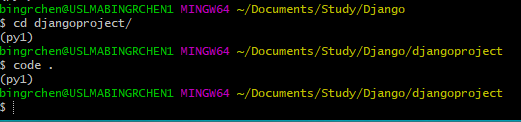 bingrchen@USLMABINGRCHEN1 MINGW64 ~/Documents/Study/Django
$ cd djangoproject/
(py1)
bingrchen@USLMABINGRCHEN1 MINGW64 ~/Documents/Study/Django/djangoproject
$ code .
(py1)
bingrchen@USLMABINGRCHEN1 MINGW64 ~/Documents/Study/Django/djangoproject
$